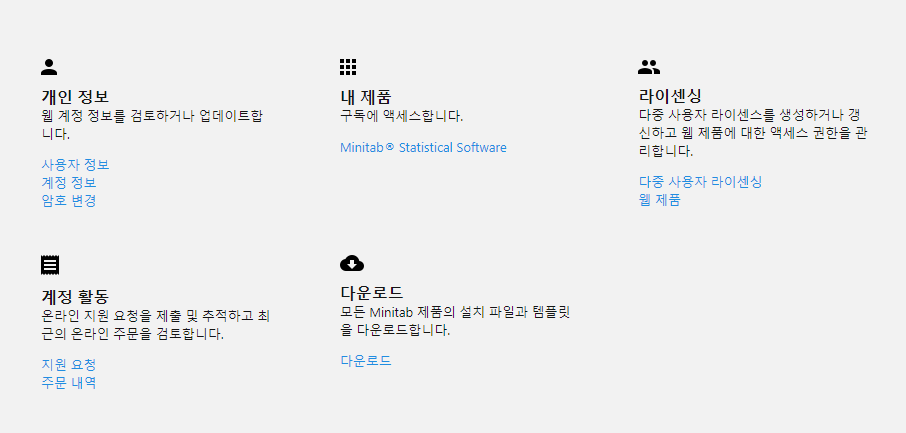 개인 정보
웹 계정 정보를 검토하거나 업데이트합
니다.
사용자 정보
계정 정보
암호 변경
내 제품
구독에 액세스합니다.
Minitab® Statistical Software
라이센싱
다중 사용자 라이센스를 생성하거나 갱
신하고 웹 제품에 대한 액세스 권한을 관
리합니다.
다중 사용자 라이센싱
웹 제품
계정 활동
온라인 지원 요청을 제출 및 추적하고 최
근의 온라인 주문을 검토합니다.
지원 요청
주문 내역
다운로드
모든 Minitab 제품의 설치 파일과 템플릿
을 다운로드합니다.
다운로드